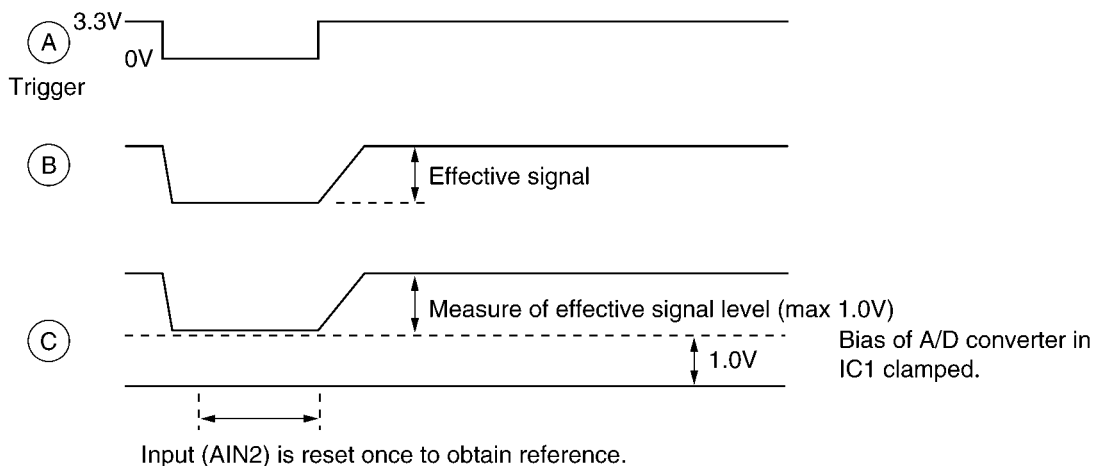 3.3V
A
0V
Trigger
B
Effective signal
Measure of effective signal level (max 1.0V)
C
Bias of A/D converter in
1.0V
IC1 clamped.
Input (AIN2) is reset once to obtain reference.